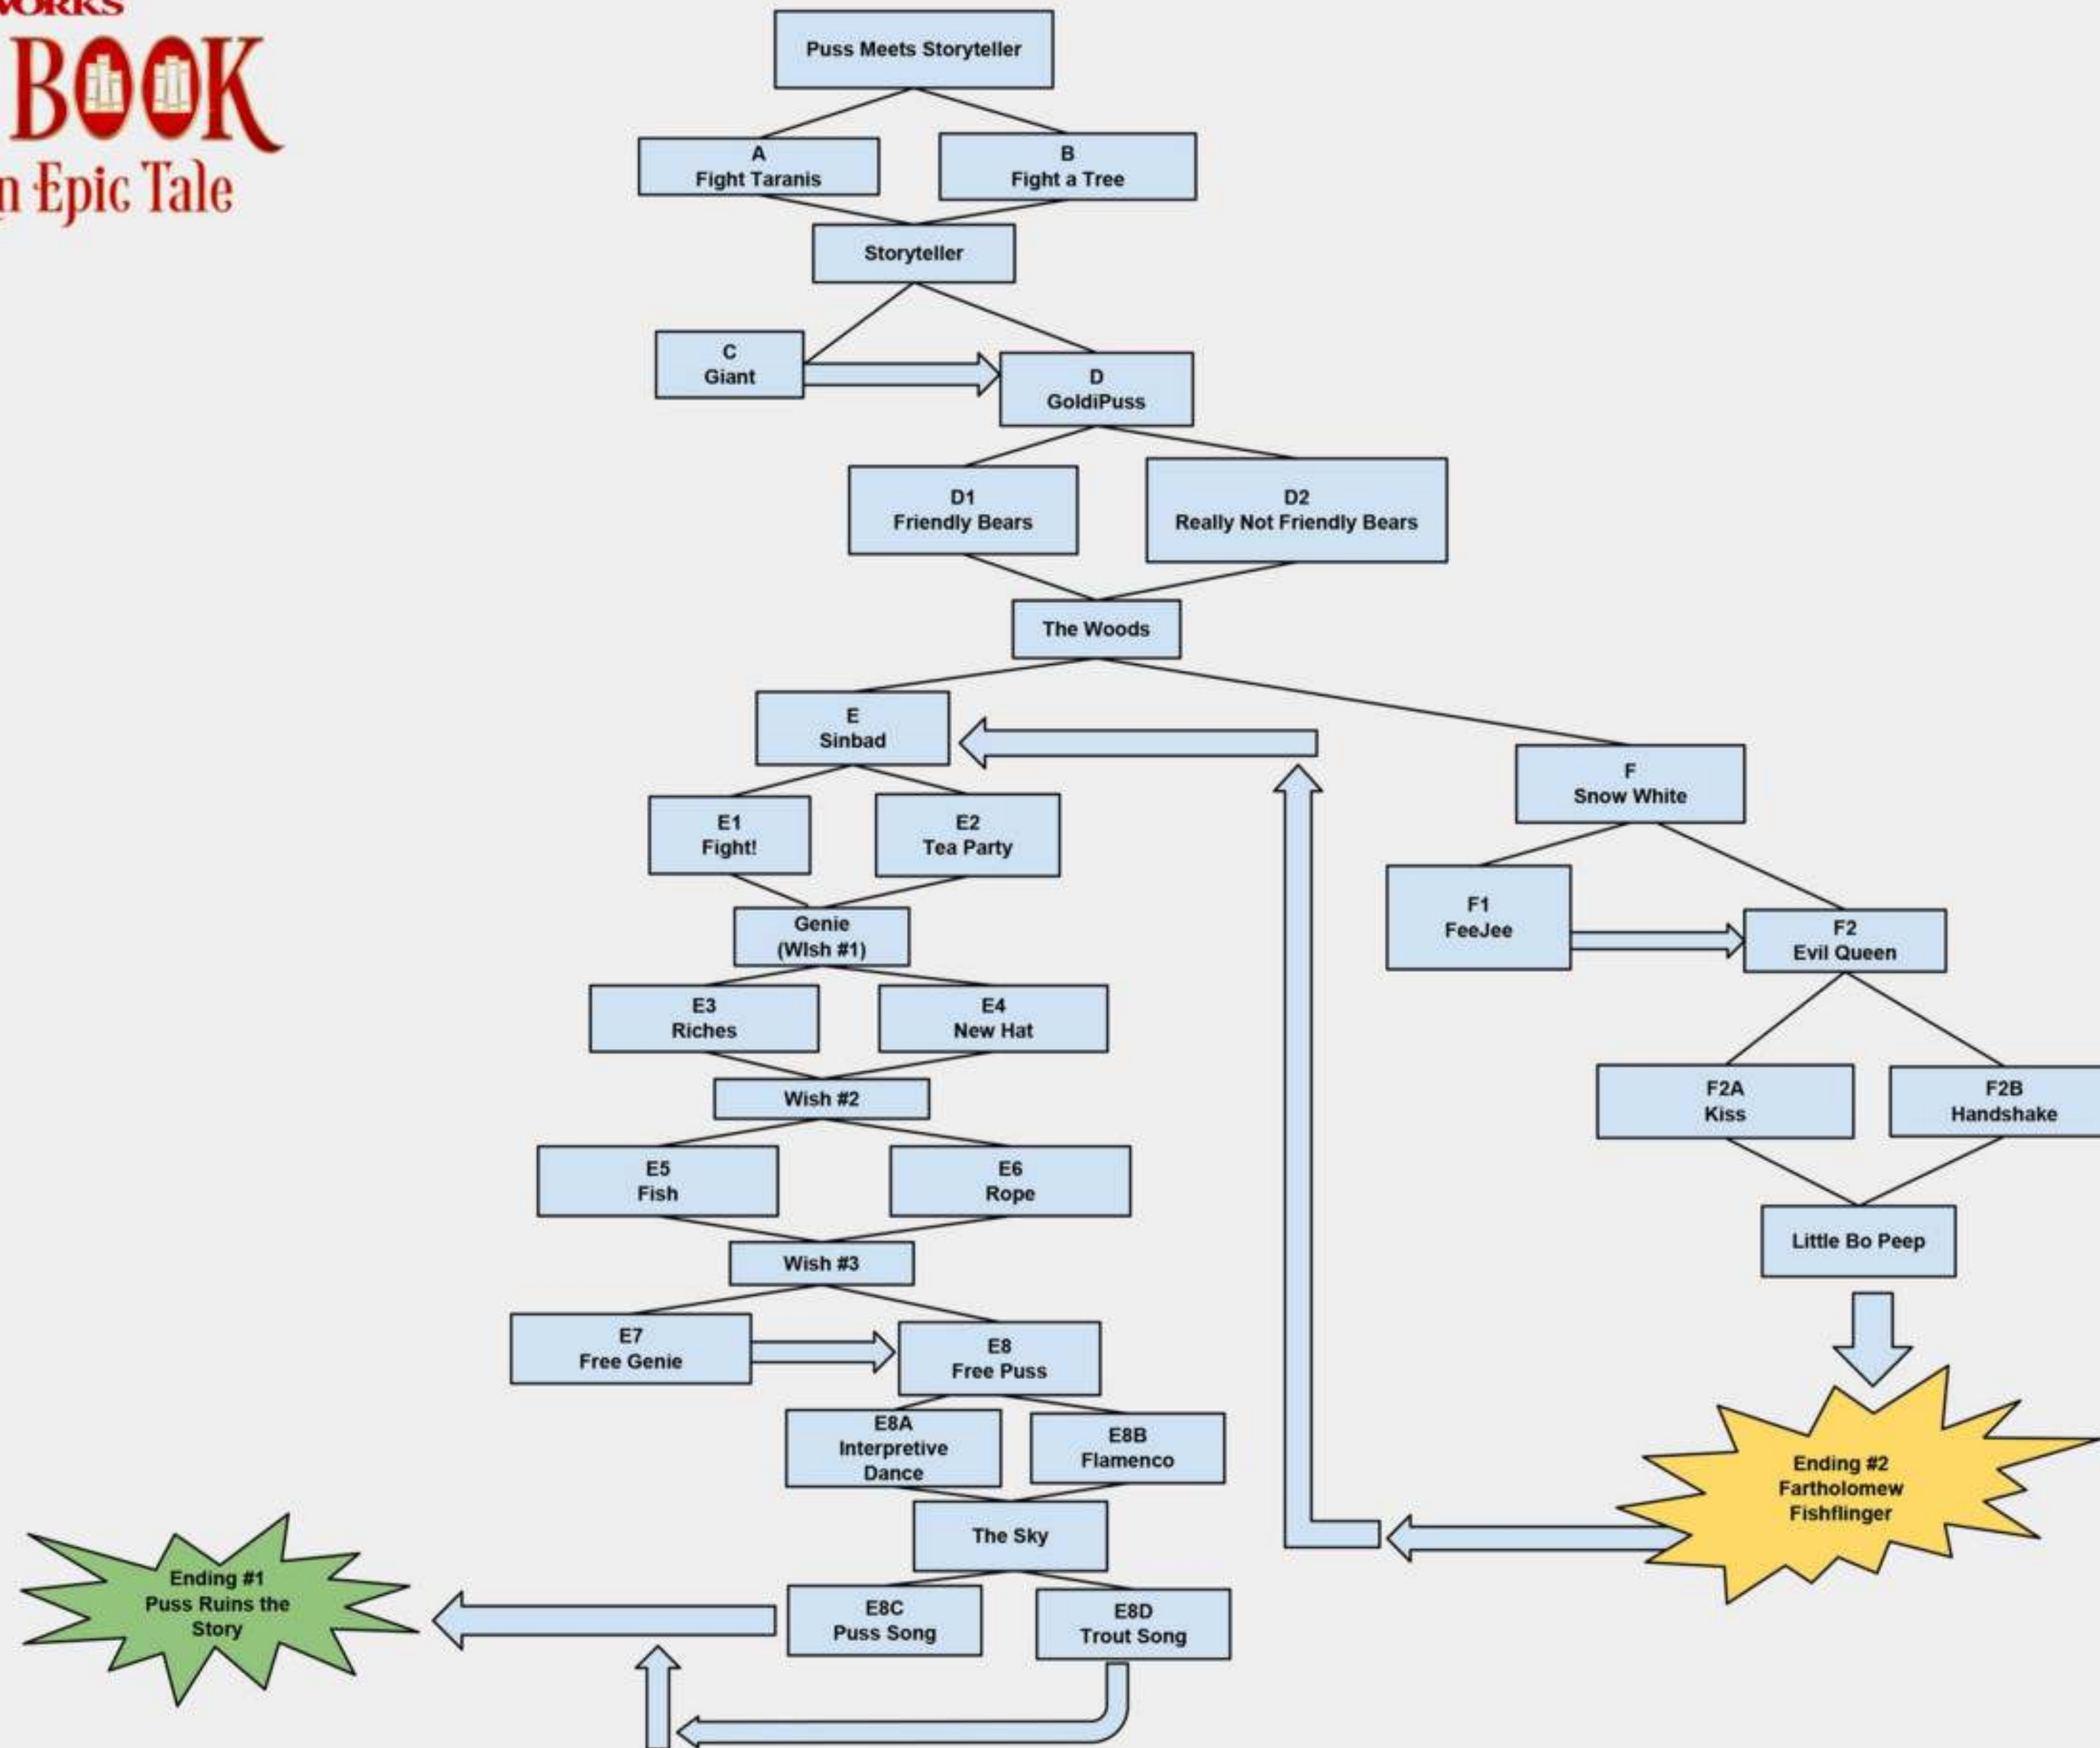 BOOK
Epic Tale
Puss Meets Storyteller
A
Fight Taranis
B
Fight a Tree
Storyteller
C
Giant
D
GoldiPuss
D1
Friendly Bears
D2
Really Not Friendly Bears
The Woods
E
Sinbad
F
Snow White
E1
Fight!
E2
Tea Party
F1
FeeJee
F2
Evil Queen
Genie
(WIsh #1)
E3
Riches
E4
New Hat
F2A
Kiss
F2B
Handshake
Wish #2
E5
Fish
E6
Rope
Little Bo Peep
Wish #3
E7
Free Genie
E8
Free Puss
E8A
Interpretive
Dance
E8B
Flamenco
Ending #2
Fartholomew
Fishflinger
The Sky
Ending #1
Puss Ruins the
Story
E8C
Puss Song
E8D
Trout Song